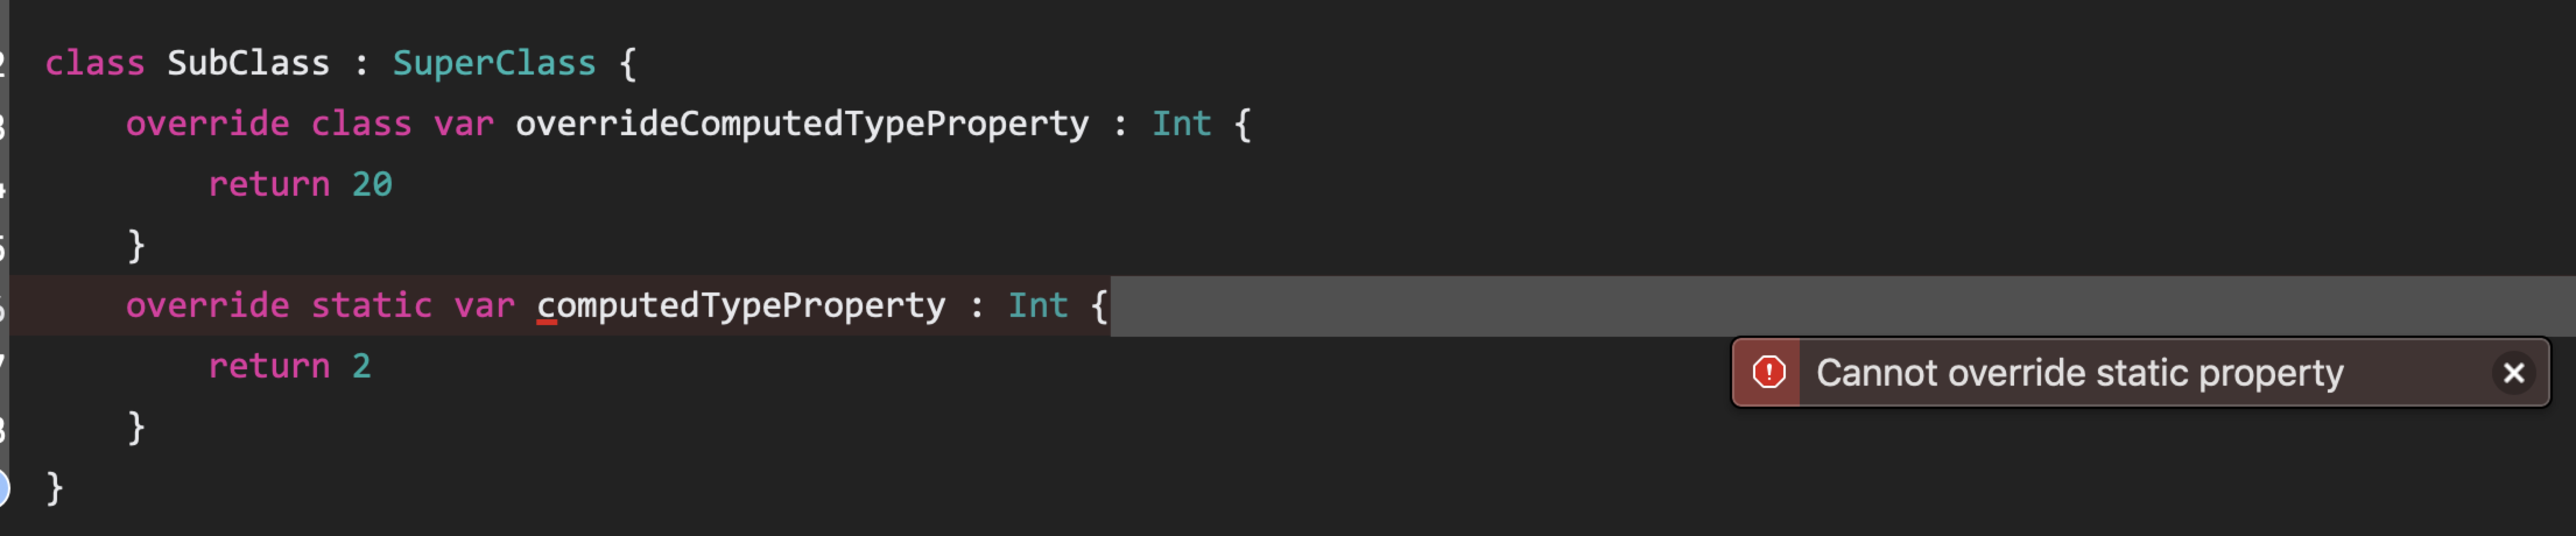 class SubClass : SuperClass {
override class var overrideComputedTypeProperty : Int {
return 20
}
override static var computedTypeProperty : Int {
return 2
Cannot override static property
}
}